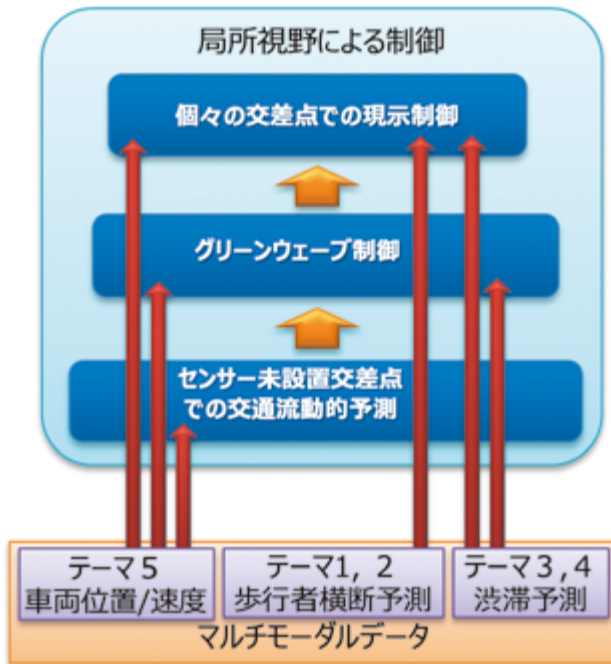 局所視野による制御
個々の交差点での現示制御
グリーンウェーブ制御
センサー未設置交差点
での交通流動的予測
テーマ5
車両位置/速度
テーマ1, 2
歩行者横断予測
テーマ3,4
渋滞予測
マルチモーダルデータ